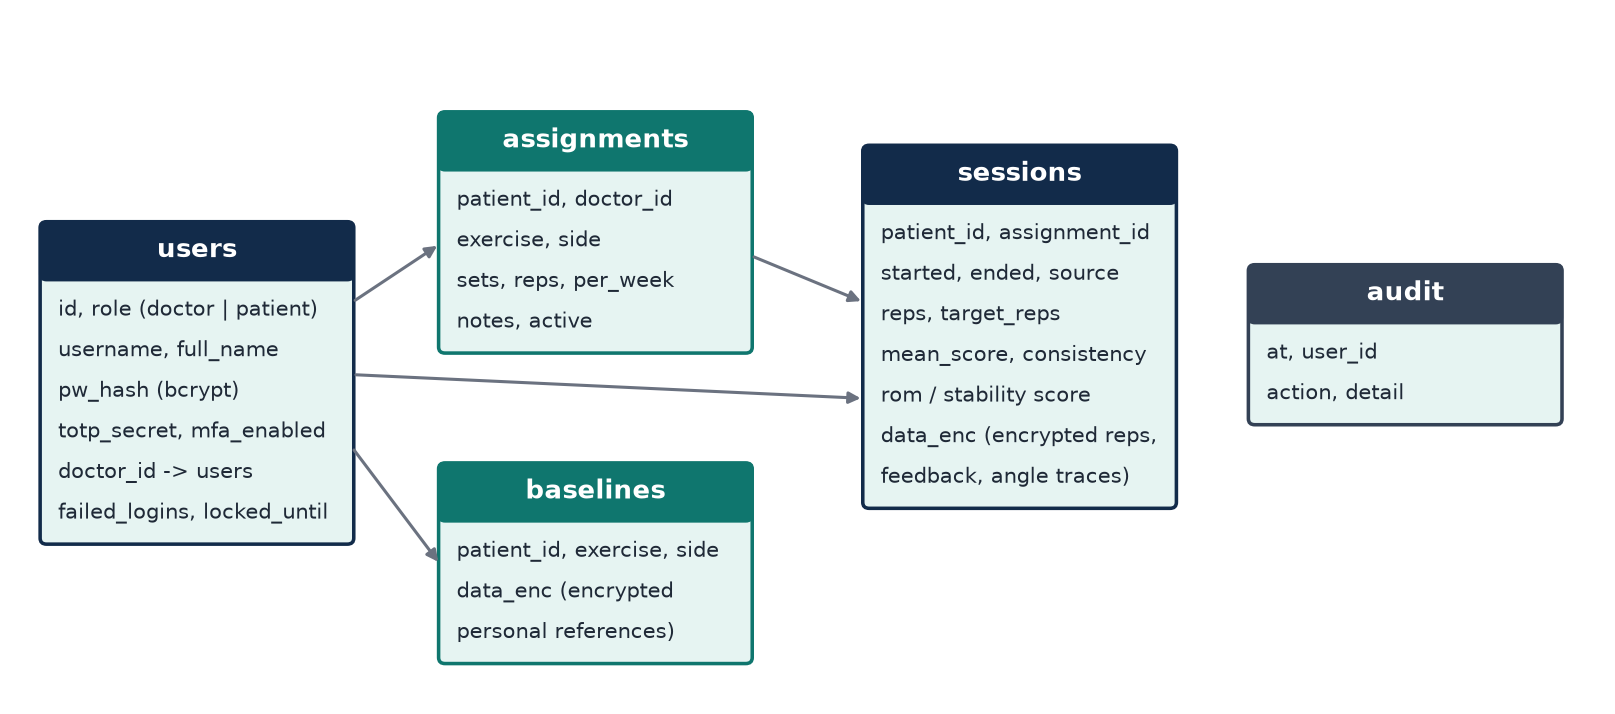 users
id, role (doctor | patient)
username, full_name
pw_hash (bcrypt)
totp_secret, mfa_enabled
doctor_id -> users
failed_logins, locked_until
assignments
patient_id, doctor_id
exercise, side
sets, reps, per_week
notes, active
baselines
patient_id, exercise, side
data_enc (encrypted
personal references)
sessions
patient_id, assignment_id
started, ended, source
reps, target_reps
mean_score, consistency
rom / stability score
data_enc (encrypted reps,
feedback, angle traces)
audit
at, user_id
action, detail